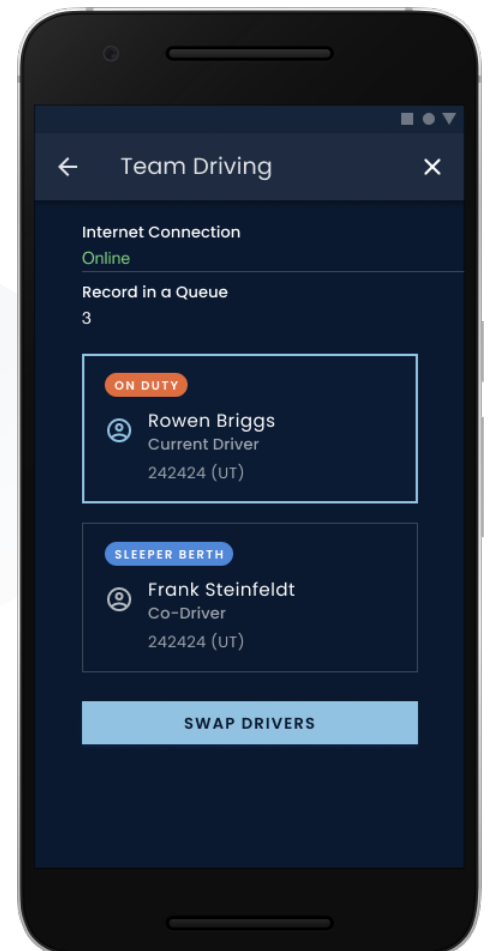 Team Driving
Internet Connection
Online
Record in a Queue
3
ON DUTY
Rowen Briggs
Current Driver
242424 (UT)
SLEEPER BERTH
Frank Steinfeldt
Co-Driver
242424 (UT)
SWAP DRIVERS